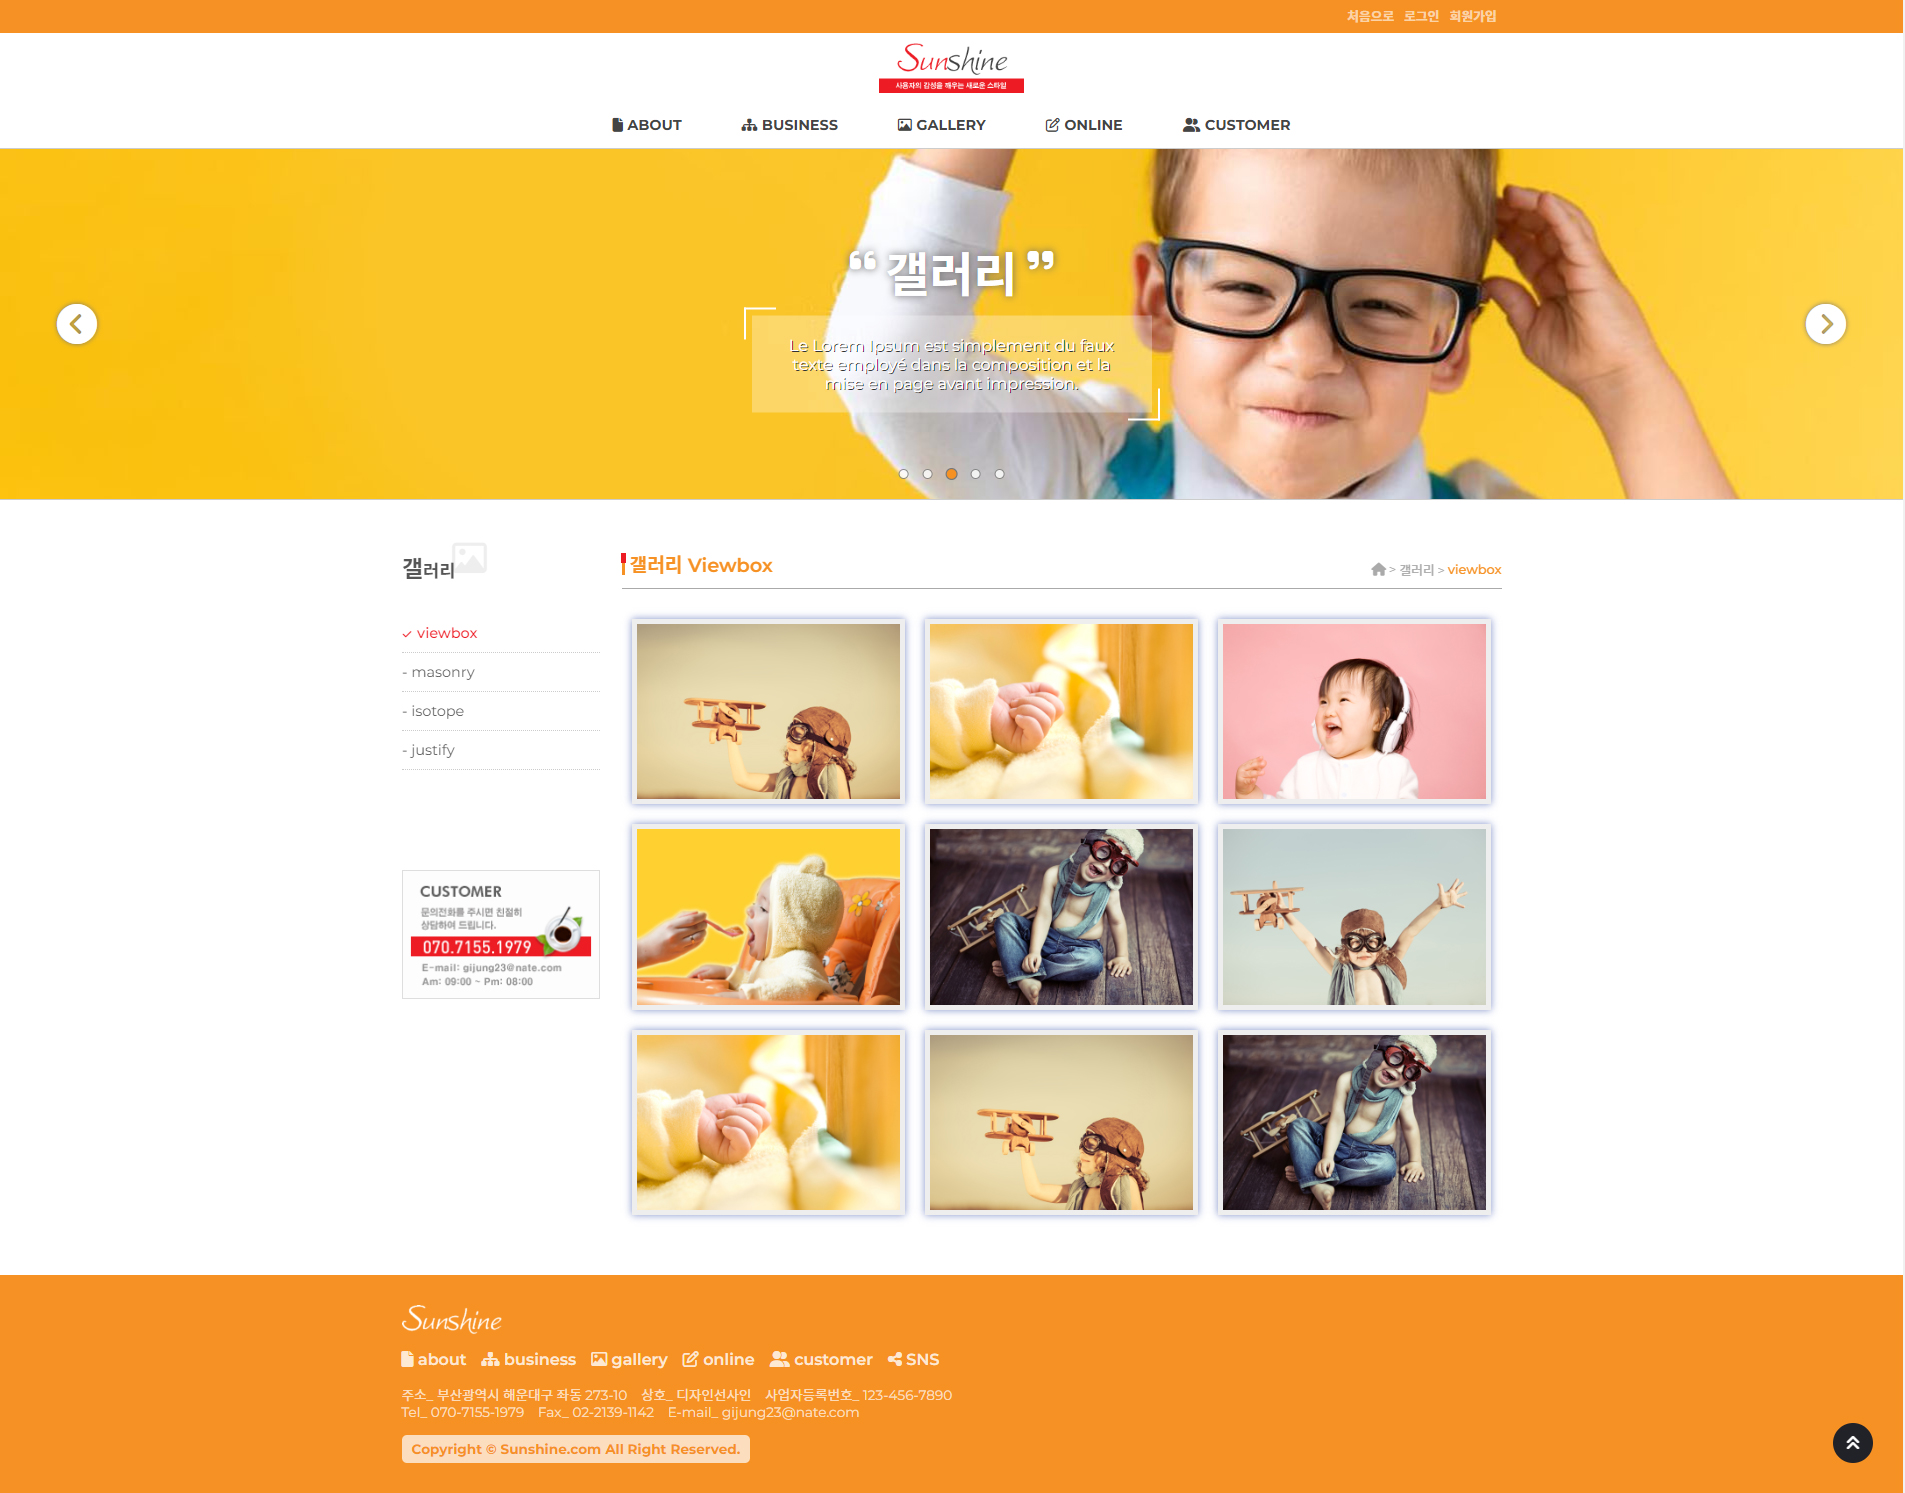 처음으로 로그인 회원가입
Sunshine
사용자의 감성을 깨우는 새로운 스타일
ABOUT BUSINESS GALLERY ONLINE CUSTOMER
“ 갤러리 ”
Le Lorem Ipsum est simplement du faux
texte employé dans la composition et la
mise en page avant impression.
갤러리
갤러리 Viewbox
> 갤러리 > viewbox
viewbox
- masonry
- isotope
- justify
CUSTOMER
문의전화를 주시면 친절히
상담하여 드립니다.
070.7155.1979
E-mail: gijung23@nate.com
Am: 09:00 ~ Pm: 08:00
Sunshine
about business gallery online customer SNS
주소_ 부산광역시 해운대구 좌동 273-10 상호_ 디자인선사인 사업자등록번호_ 123-456-7890
Tel_ 070-7155-1979 Fax_ 02-2139-1142 E-mail_ gijung23@nate.com
Copyright © Sunshine.com All Right Reserved.